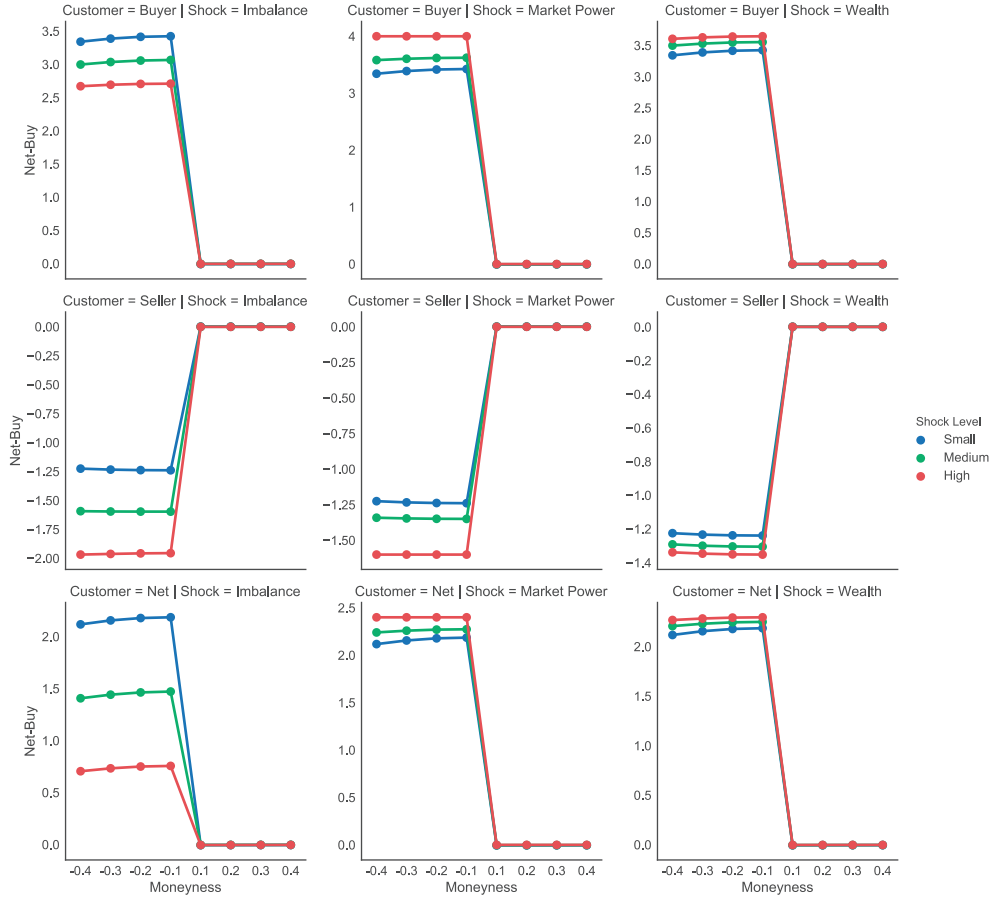 Customer = Buyer | Shock = Imbalance
Customer = Buyer | Shock = Market Power
Customer = Buyer | Shock = Wealth
3.5
3.0
2.5
2.0
1.5
1.0
0.5
0.0
Net-Buy
4
3
2
1
0
3.5
3.0
2.5
2.0
1.5
1.0
0.5
0.0
Customer = Seller | Shock = Imbalance
Customer = Seller | Shock = Market Power
Customer = Seller | Shock = Wealth
0.00
−0.25
−0.50
−0.75
−1.00
−1.25
−1.50
−1.75
−2.00
Net-Buy
0.00
−0.25
−0.50
−0.75
−1.00
−1.25
−1.50
0.0
−0.2
−0.4
−0.6
−0.8
−1.0
−1.2
−1.4
Shock Level
Small
Medium
High
Customer = Net | Shock = Imbalance
Customer = Net | Shock = Market Power
Customer = Net | Shock = Wealth
2.0
1.5
1.0
0.5
0.0
Net-Buy
2.5
2.0
1.5
1.0
0.5
0.0
2.0
1.5
1.0
0.5
0.0
-0.4 -0.3 -0.2 -0.1 0.1 0.2 0.3 0.4
Moneyness
-0.4 -0.3 -0.2 -0.1 0.1 0.2 0.3 0.4
Moneyness
-0.4 -0.3 -0.2 -0.1 0.1 0.2 0.3 0.4
Moneyness